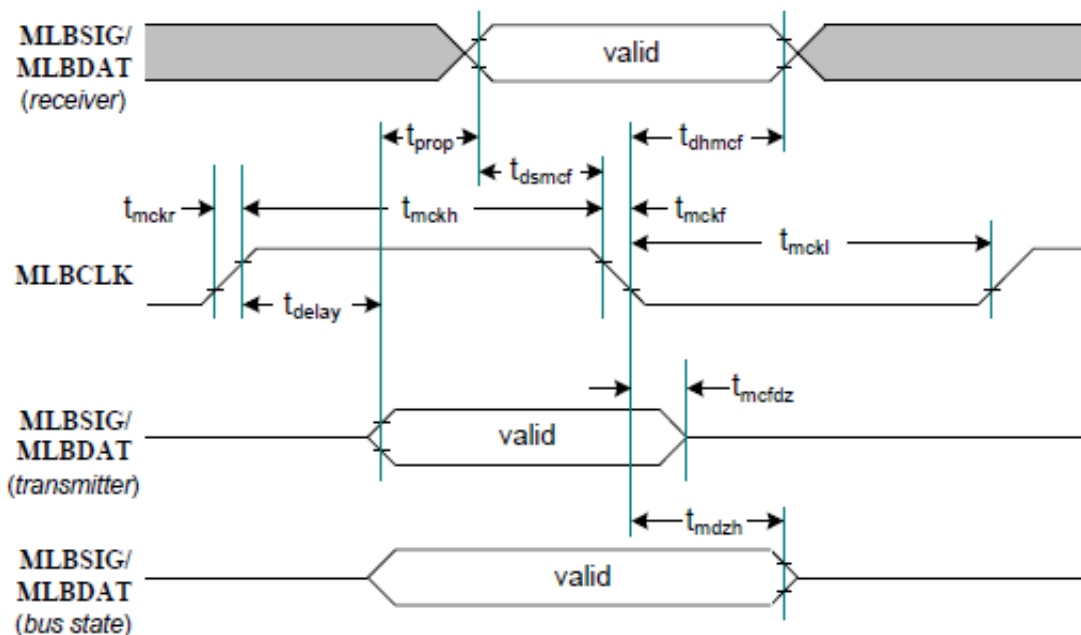 MLBSIG/
MLBDAT
(receiver)
valid
tprop
tdhmcf
tdsmcf
tmckr
tmckh
tmckf
tmckl
MLBCLK
tdelay
tmcfdz
MLBSIG/
MLBDAT
(transmitter)
valid
tmdzh
MLBSIG/
MLBDAT
(bus state)
valid